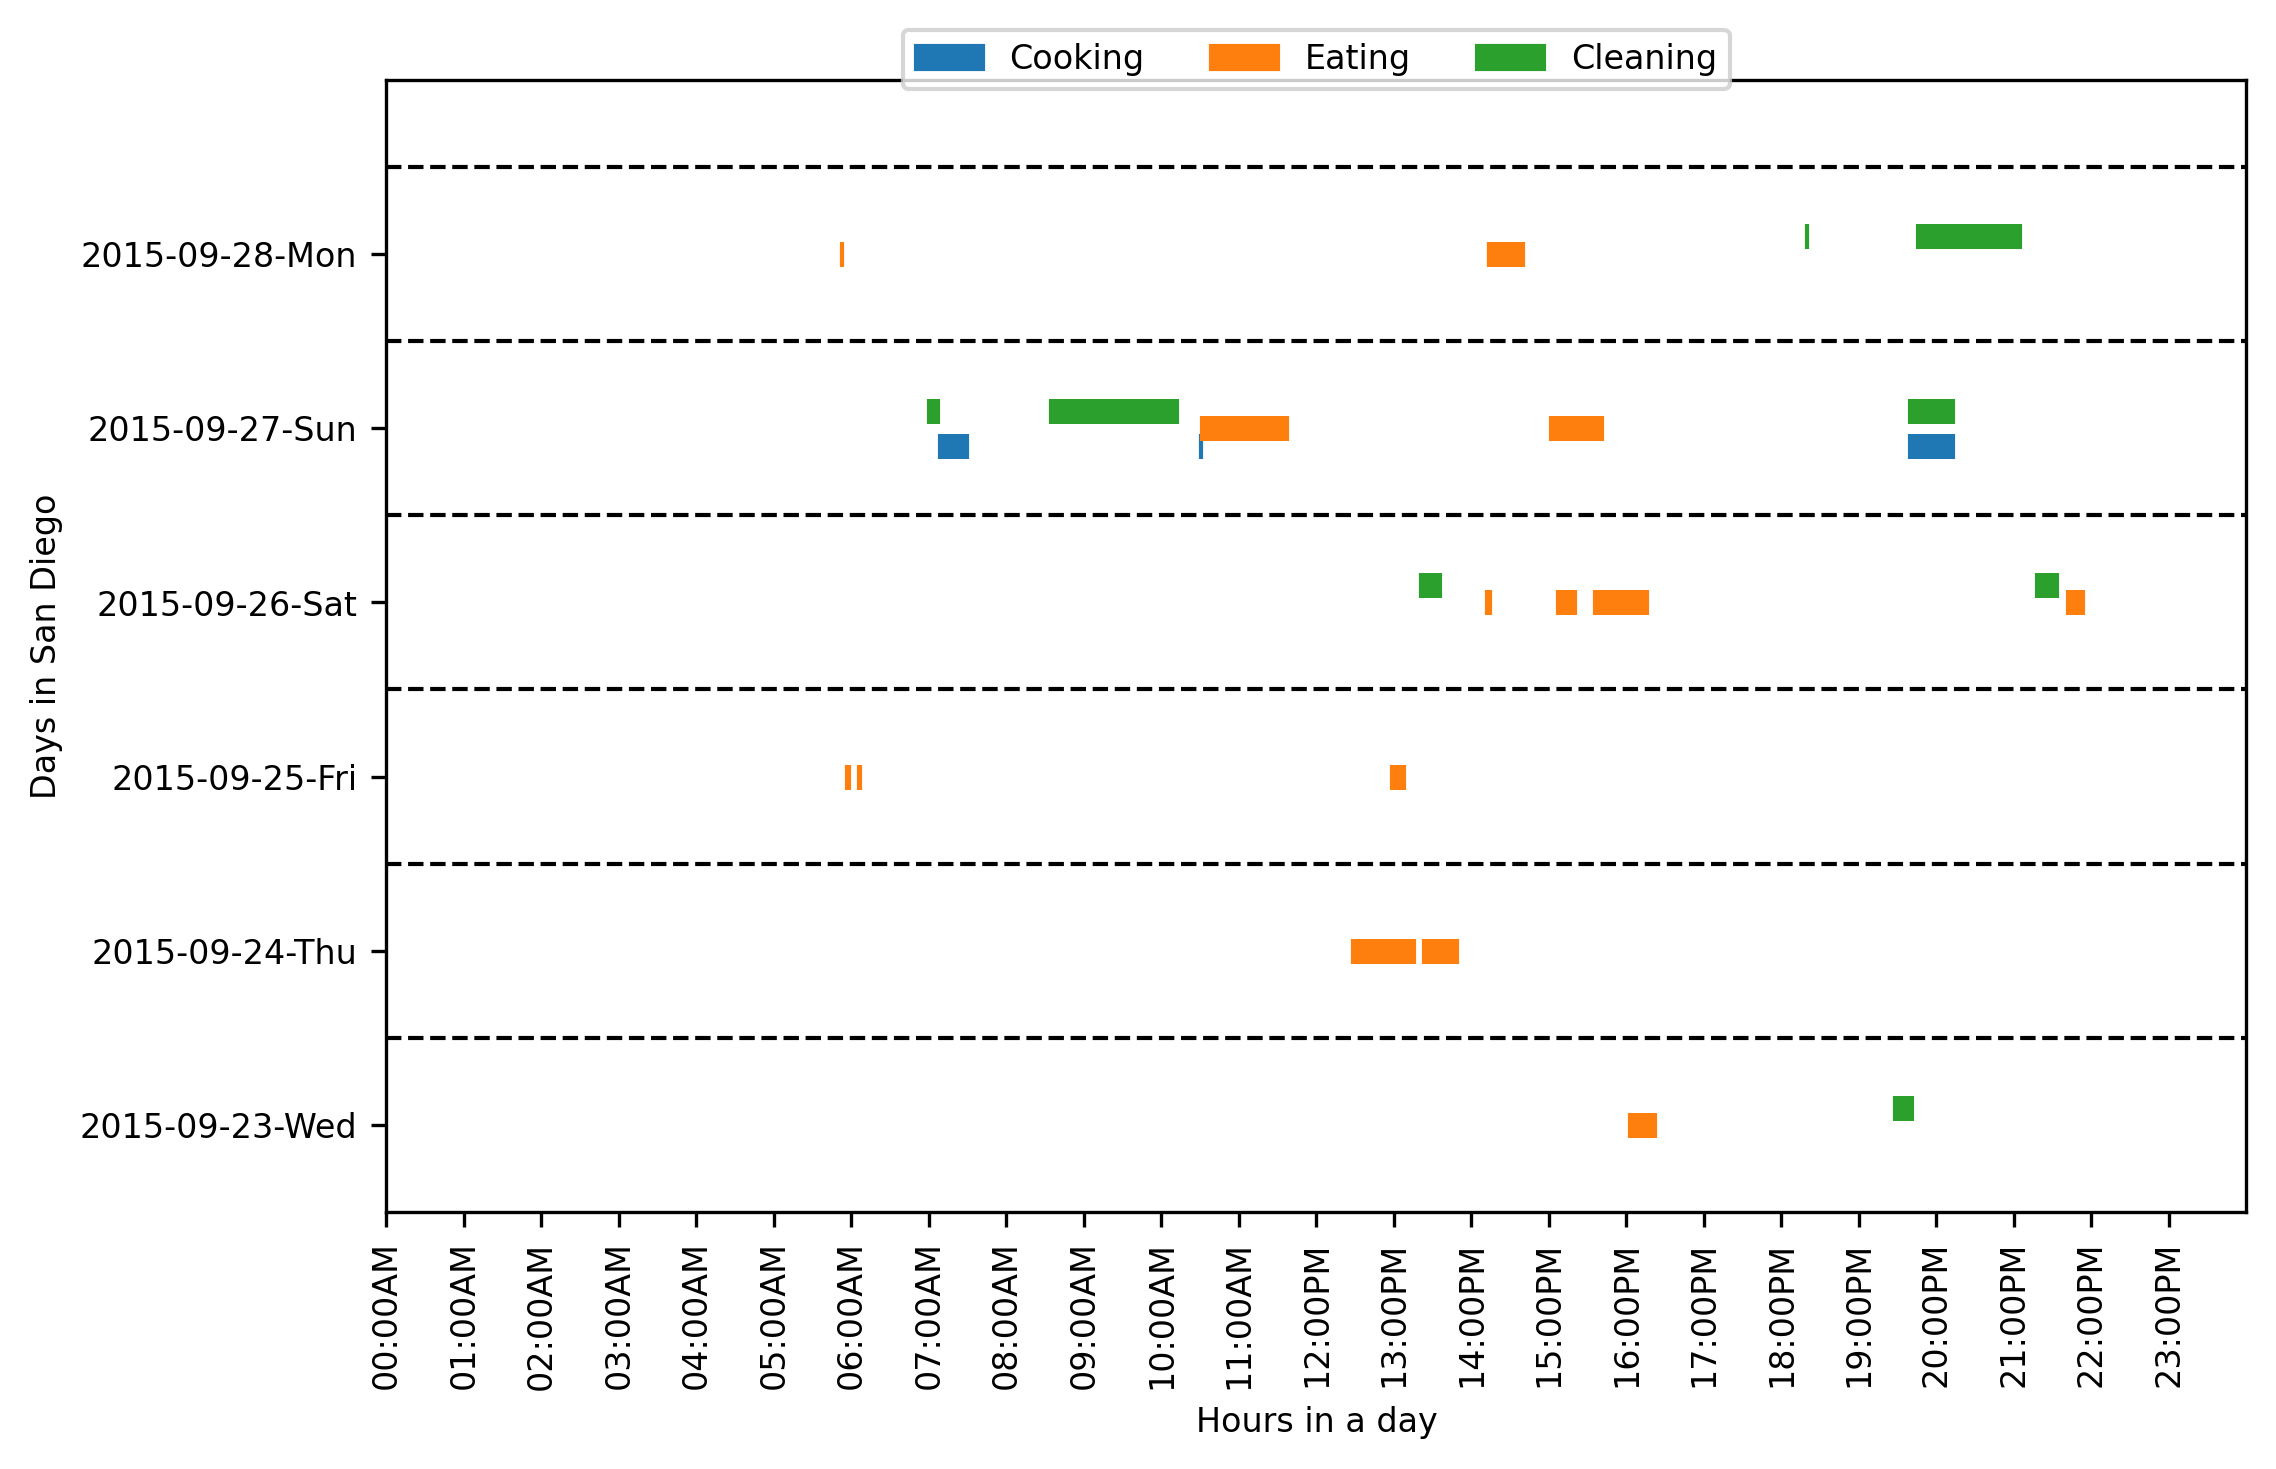 Cooking Eating Cleaning
Days in San Diego
2015-09-28-Mon
2015-09-27-Sun
2015-09-26-Sat
2015-09-25-Fri
2015-09-24-Thu
2015-09-23-Wed
00:00AM
01:00AM
02:00AM
03:00AM
04:00AM
05:00AM
06:00AM
07:00AM
08:00AM
09:00AM
10:00AM
11:00AM
12:00PM
13:00PM
14:00PM
15:00PM
16:00PM
17:00PM
18:00PM
19:00PM
20:00PM
21:00PM
22:00PM
23:00PM
Hours in a day